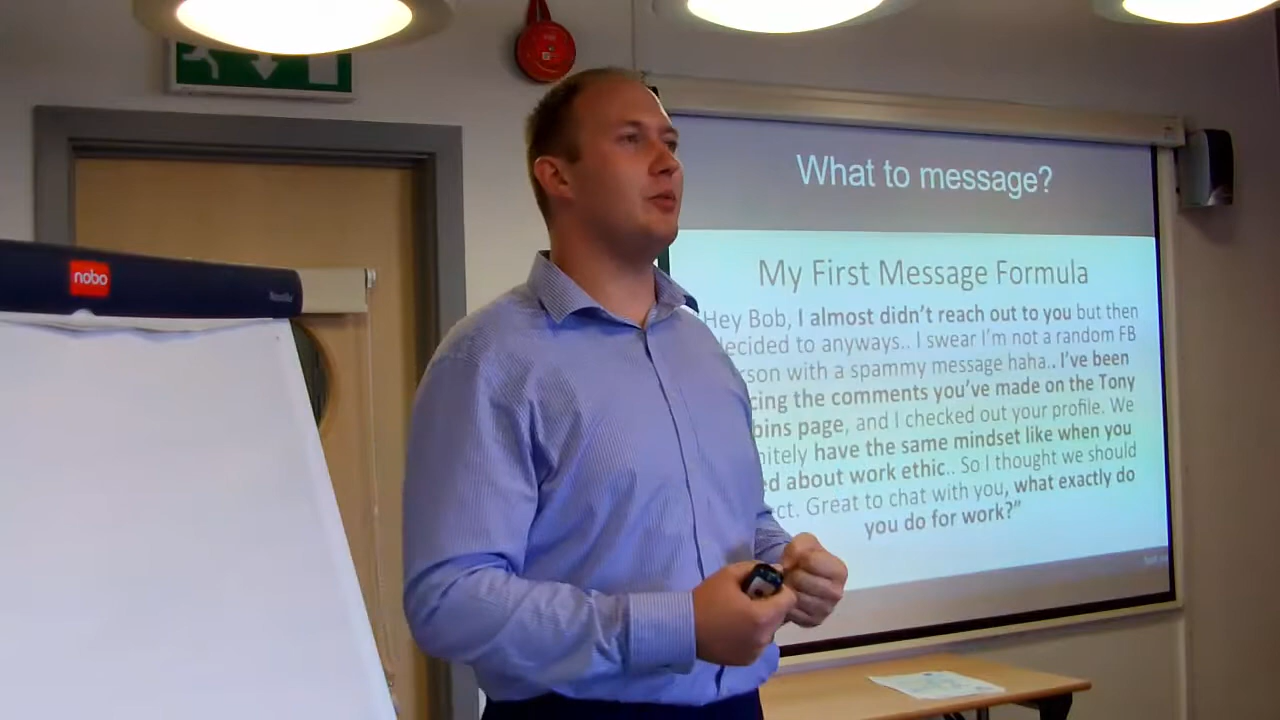 nobo
What to message?
My First Message Formula
"Hey Bob, I almost didn't reach out to you but then
decided to anyways.. I swear I'm not a random FB
with a spammy message haha.. I've been
the comments you've made on the Tony
page, and I checked out your profile. We
have the same mindset like when you
about work ethic.. So I thought we should
Great to chat with you, what exactly do
you do for work?"